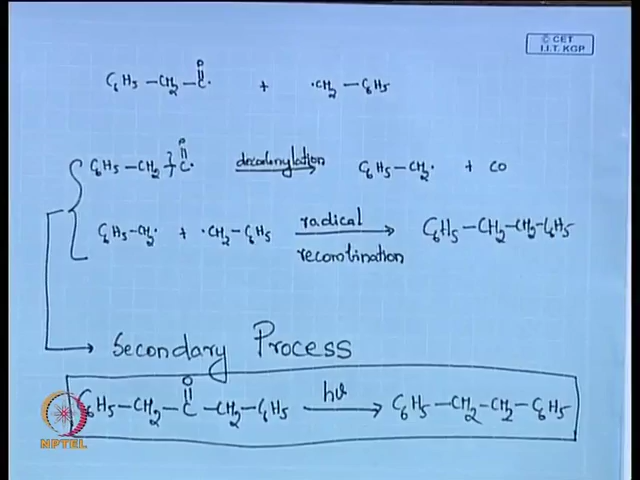 © CET
I.I.T. KGP
C6H5 — CH2 — C=O· + ·CH2 — C6H5
C6H5 — CH2 — C=O· decarbonylation → C6H5 — CH2· + CO
C6H5 — CH2· + ·CH2 — C6H5 radical recombination → C6H5 — CH2 — CH2 — C6H5
Secondary Process
C6H5 — CH2 — C(=O) — CH2 — C6H5 hν → C6H5 — CH2 — CH2 — C6H5
NPTEL